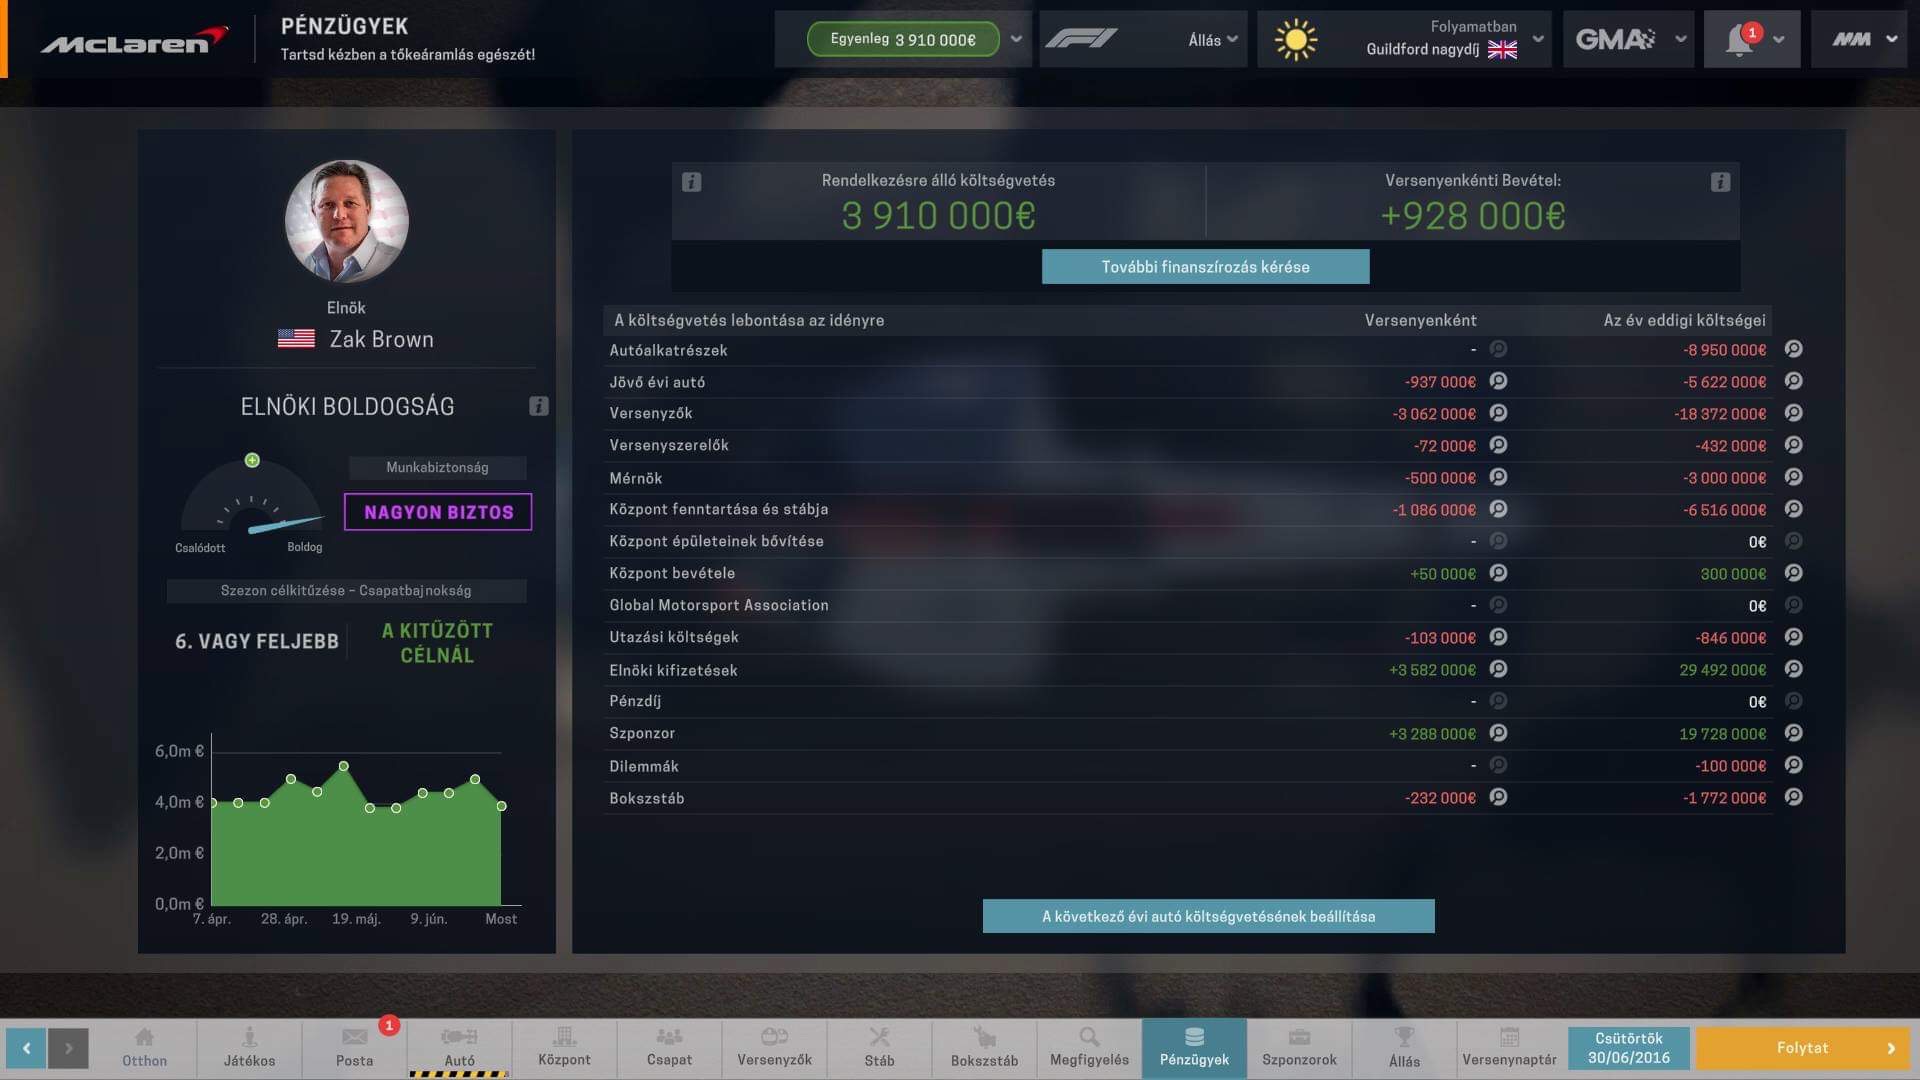 McLaren
PÉNZÜGYEK
Tartsd kézben a tőkeáramlás egészét!
Egyenleg 3 910 000€
Állás
Folyamatban
Guildford nagydíj
GMA
1
Rendelkezésre álló költségvetés
3 910 000€
Versenyenkénti Bevétel:
+928 000€
További finanszírozás kérése
Elnök
Zak Brown
ELNÖKI BOLDOGSÁG
Munkabiztonság
NAGYON BIZTOS
Csalódott
Boldog
Szezon célkitűzése – Csapatbajnokság
6. VAGY FELJEBB
A KITŰZÖTT
CÉLNÁL
6,0m €
4,0m €
2,0m €
0,0m €
7. ápr. 28. ápr. 19. máj. 9. jún. Most
A költségvetés lebontása az idényre Versenyenként Az év eddigi költségei
Autóalkatrészek - -8 950 000€
Jövő évi autó -937 000€ -5 622 000€
Versenyzők -3 062 000€ -18 372 000€
Versenyszerelők -72 000€ -432 000€
Mérnök -500 000€ -3 000 000€
Központ fenntartása és stábja -1 086 000€ -6 516 000€
Központ épületeinek bővítése - 0€
Központ bevétele +50 000€ 300 000€
Global Motorsport Association - 0€
Utazási költségek -103 000€ -846 000€
Elnöki kifizetések +3 582 000€ 29 492 000€
Pénzdíj - 0€
Szponzor +3 288 000€ 19 728 000€
Dilemmák - -100 000€
Bokszstáb -232 000€ -1 772 000€
A következő évi autó költségvetésének beállítása
Otthon
Játékos
1
Posta
Autó
Központ
Csapat
Versenyzők
Stáb
Bokszstáb
Megfigyelés
Pénzügyek
Szponzorok
Állás
Versenynaptár
Csütörtök
30/06/2016
Folytat